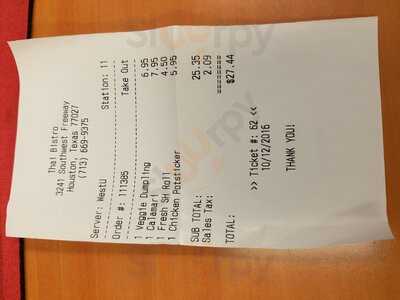 Thai Bistro
3241 Southwest Freeway
Houston, Texas 77027
(713) 669-9375
Server: WestU Station: 11
Order #: 111385 Take Out
1 Veggie Dumpling 6.95
1 Calamari 7.95
1 Fresh SH Roll 4.50
1 Chicken Potsticker 5.95
SUB TOTAL: 25.35
Sales Tax: 2.09
========
TOTAL: $27.44
>> Ticket #: 62 <<
10/2/2016
THANK YOU!